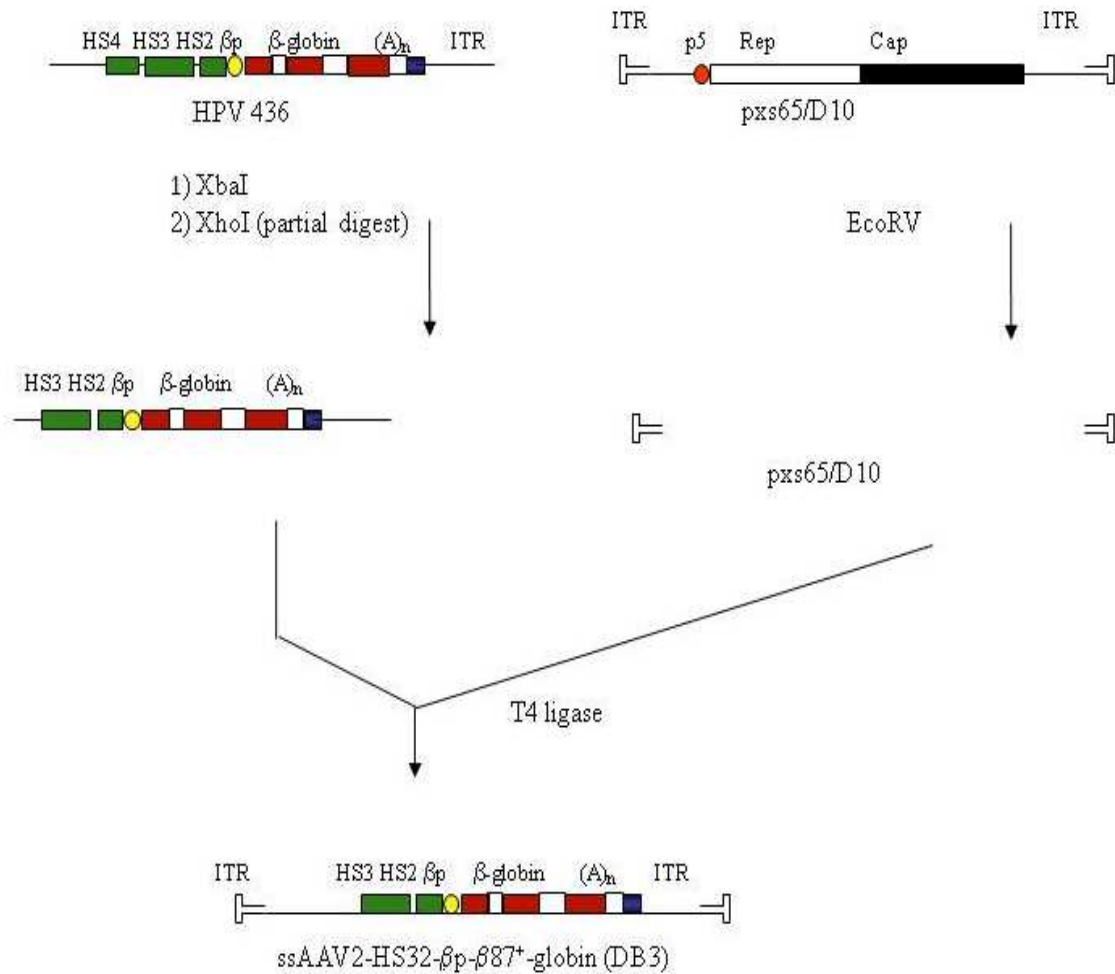 HS4 HS3 HS2 βp β-globin (A)n ITR
HPV 436
ITR ITR
p5 Rep Cap
pxs65/D10
1) XbaI
2) XhoI (partial digest)
EcoRV
HS3 HS2 βp β-globin (A)n
pxs65/D10
T4 ligase
ITR HS3 HS2 βp β-globin (A)n ITR
ssAAV2-HS32-βp-β87⁺-globin (DB3)